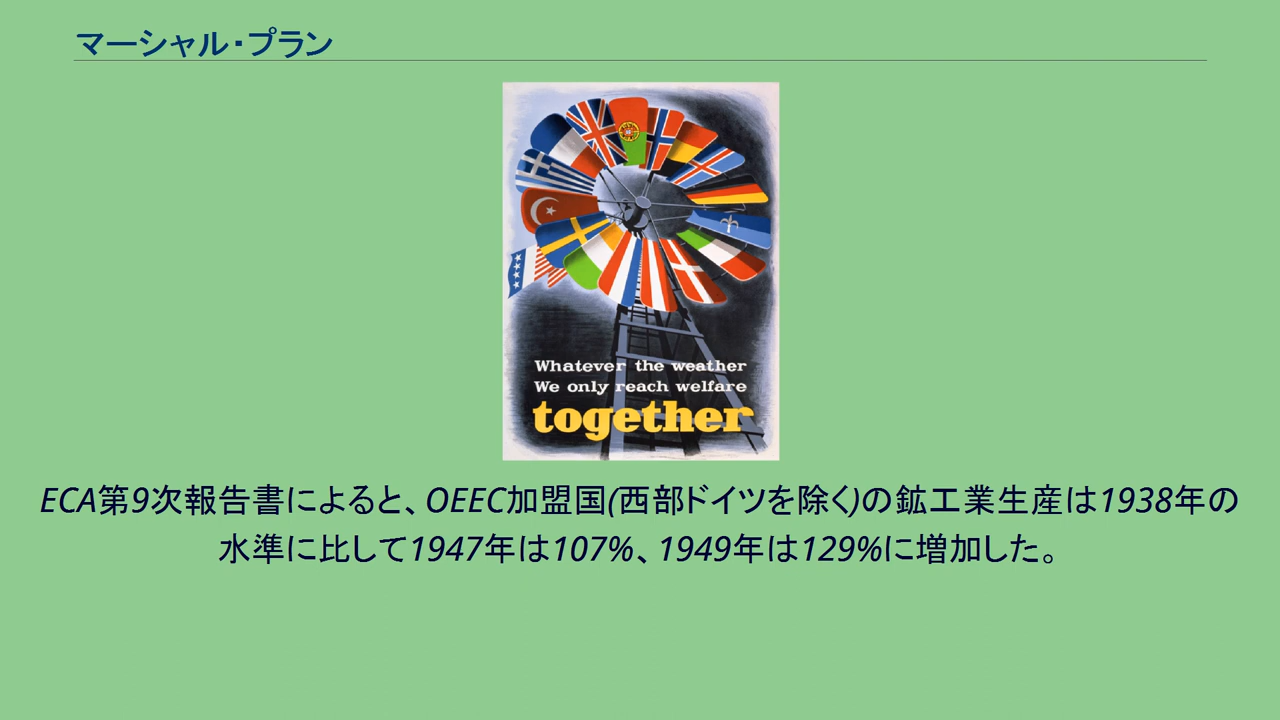 マーシャル・プラン
Whatever the weather
We only reach welfare
together
ECA第9次報告書によると、OEEC加盟国(西部ドイツを除く)の鉱工業生産は1938年の
水準に比して1947年は107%、1949年は129%に増加した。